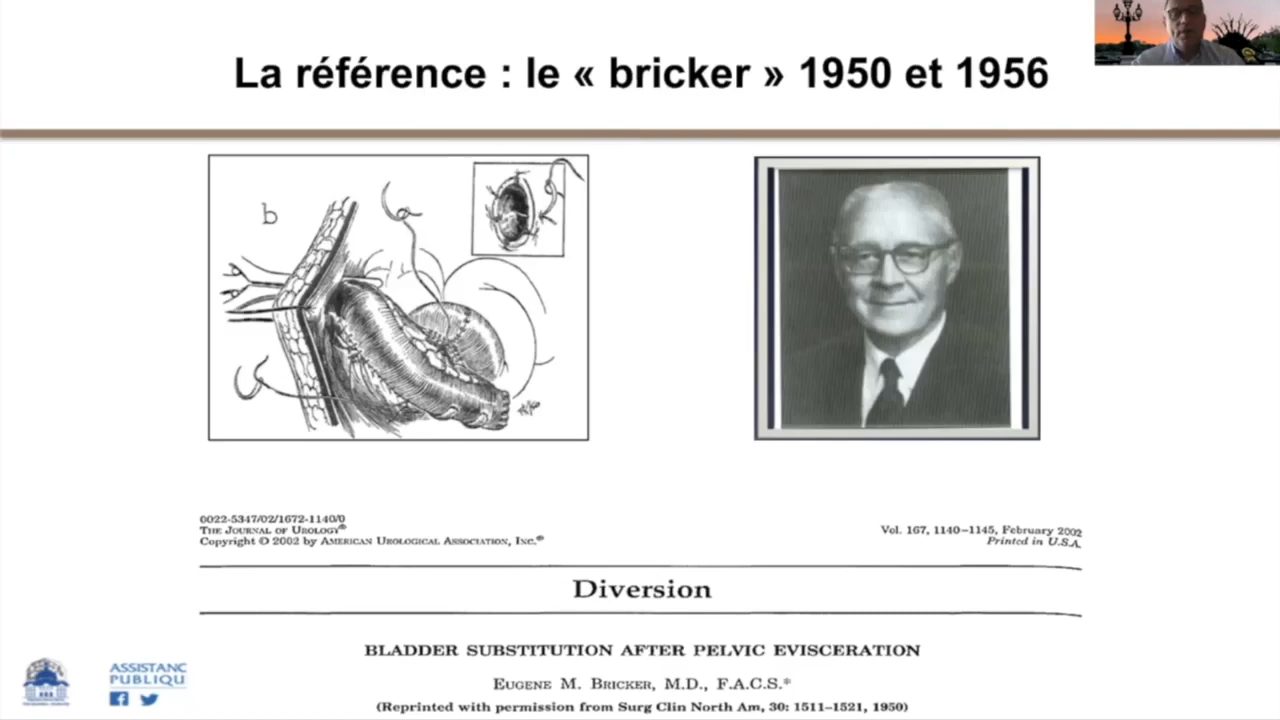 La référence : le « bricker » 1950 et 1956
b
0022-5347/02/1672-1140/0
THE JOURNAL OF UROLOGY®
Copyright © 2002 by AMERICAN UROLOGICAL ASSOCIATION, INC.®
Vol. 167, 1140–1145, February 2002
Printed in U.S.A.
Diversion
BLADDER SUBSTITUTION AFTER PELVIC EVISCERATION
EUGENE M. BRICKER, M.D., F.A.C.S.*
(Reprinted with permission from Surg Clin North Am, 30: 1511–1521, 1950)
ASSISTANC
PUBLIQU